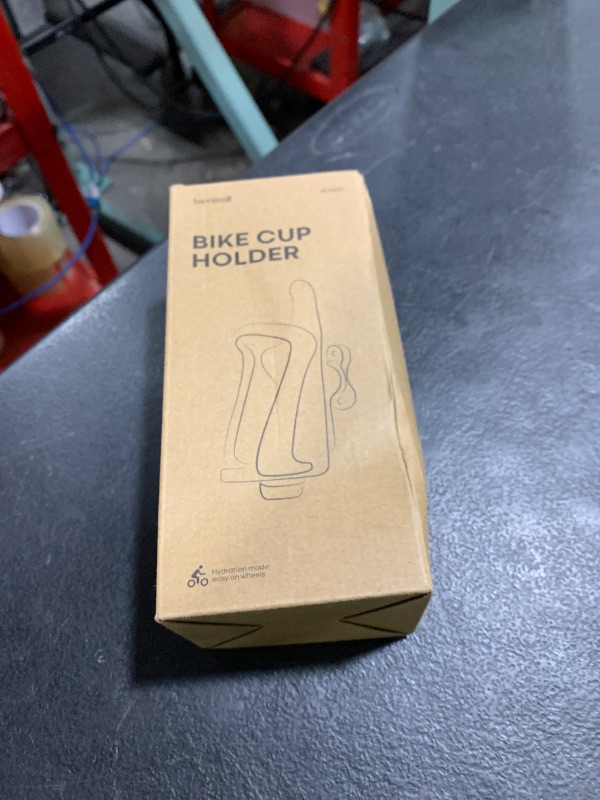 BIKE CUP
HOLDER
Hydration made
easy on wheels